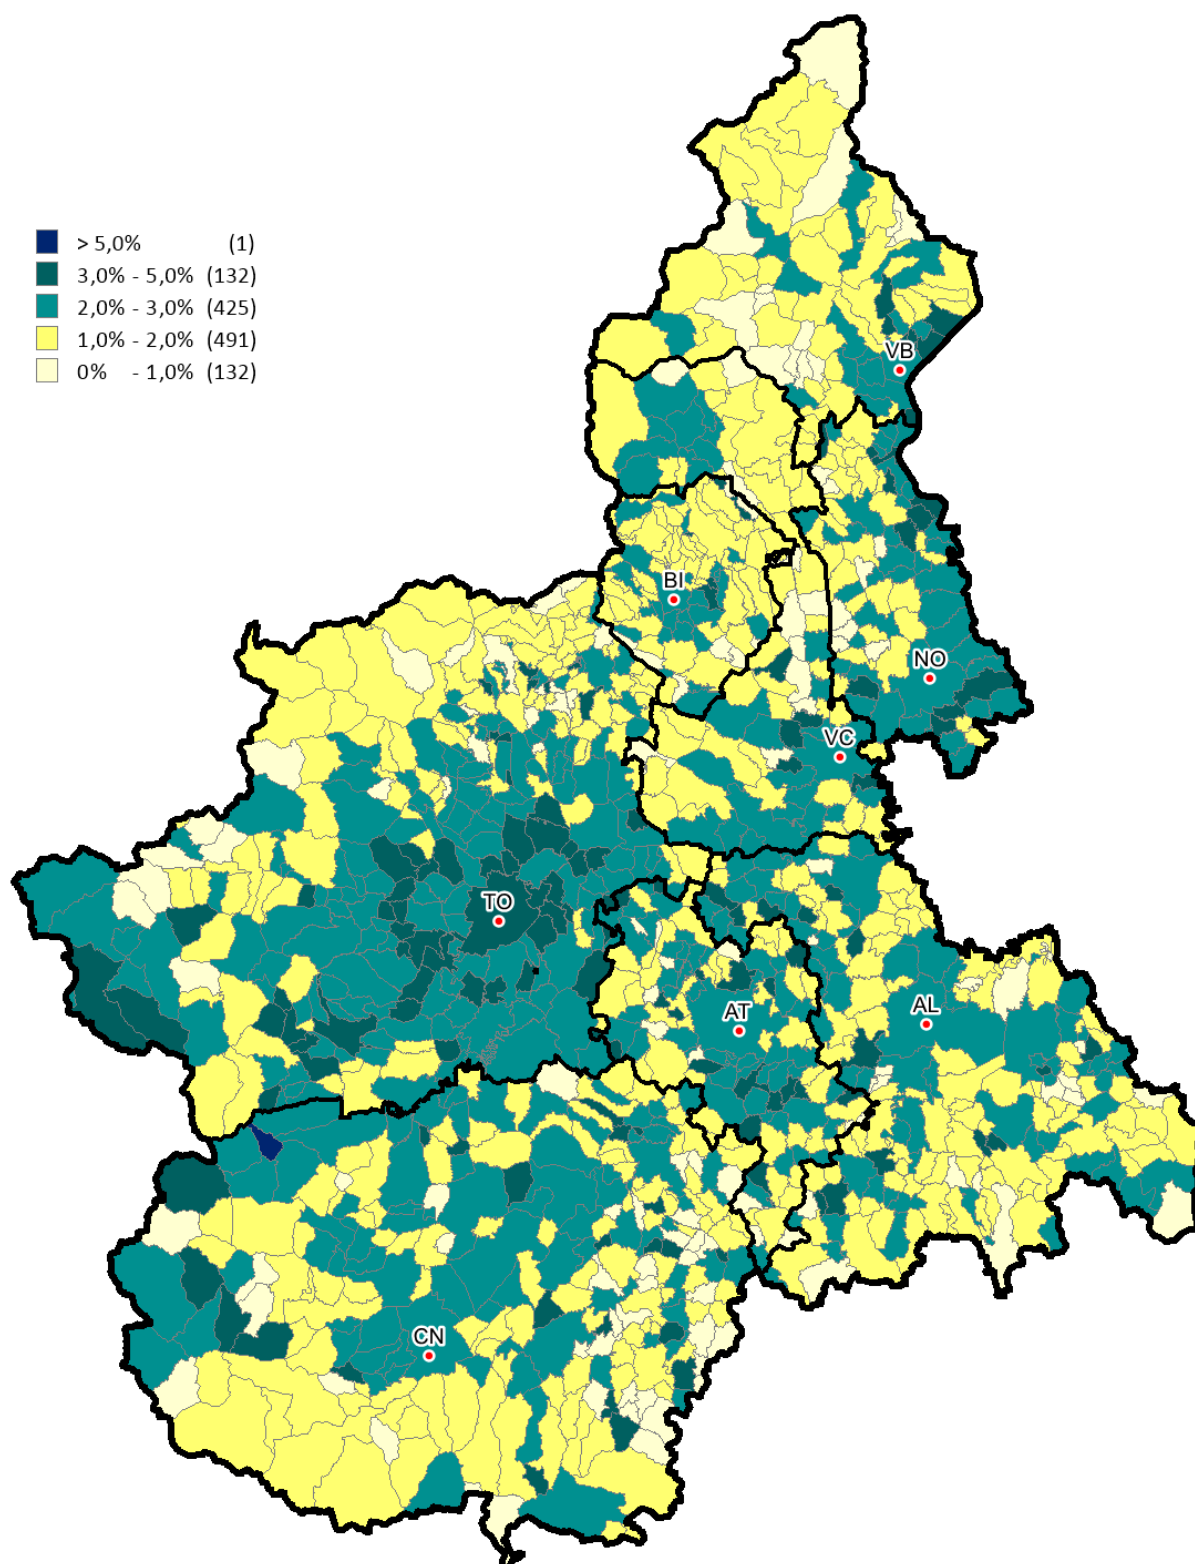 > 5,0% (1)
3,0% - 5,0% (132)
2,0% - 3,0% (425)
1,0% - 2,0% (491)
0% - 1,0% (132)
VB
BI
NO
VC
TO
AL
AT
CN